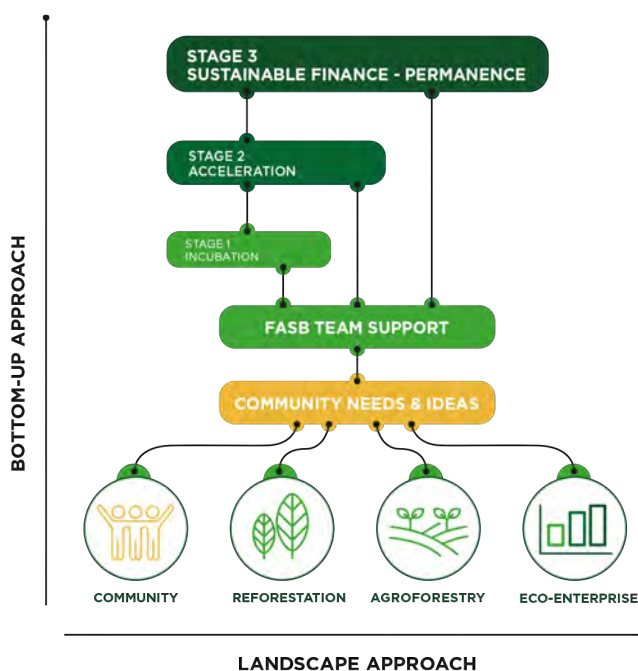 STAGE 3
SUSTAINABLE FINANCE - PERMANENCE
STAGE 2
ACCELERATION
STAGE 1
INCUBATION
FASB TEAM SUPPORT
COMMUNITY NEEDS & IDEAS
COMMUNITY
REFORESTATION
AGROFORESTRY
ECO-ENTERPRISE
BOTTOM-UP APPROACH
LANDSCAPE APPROACH